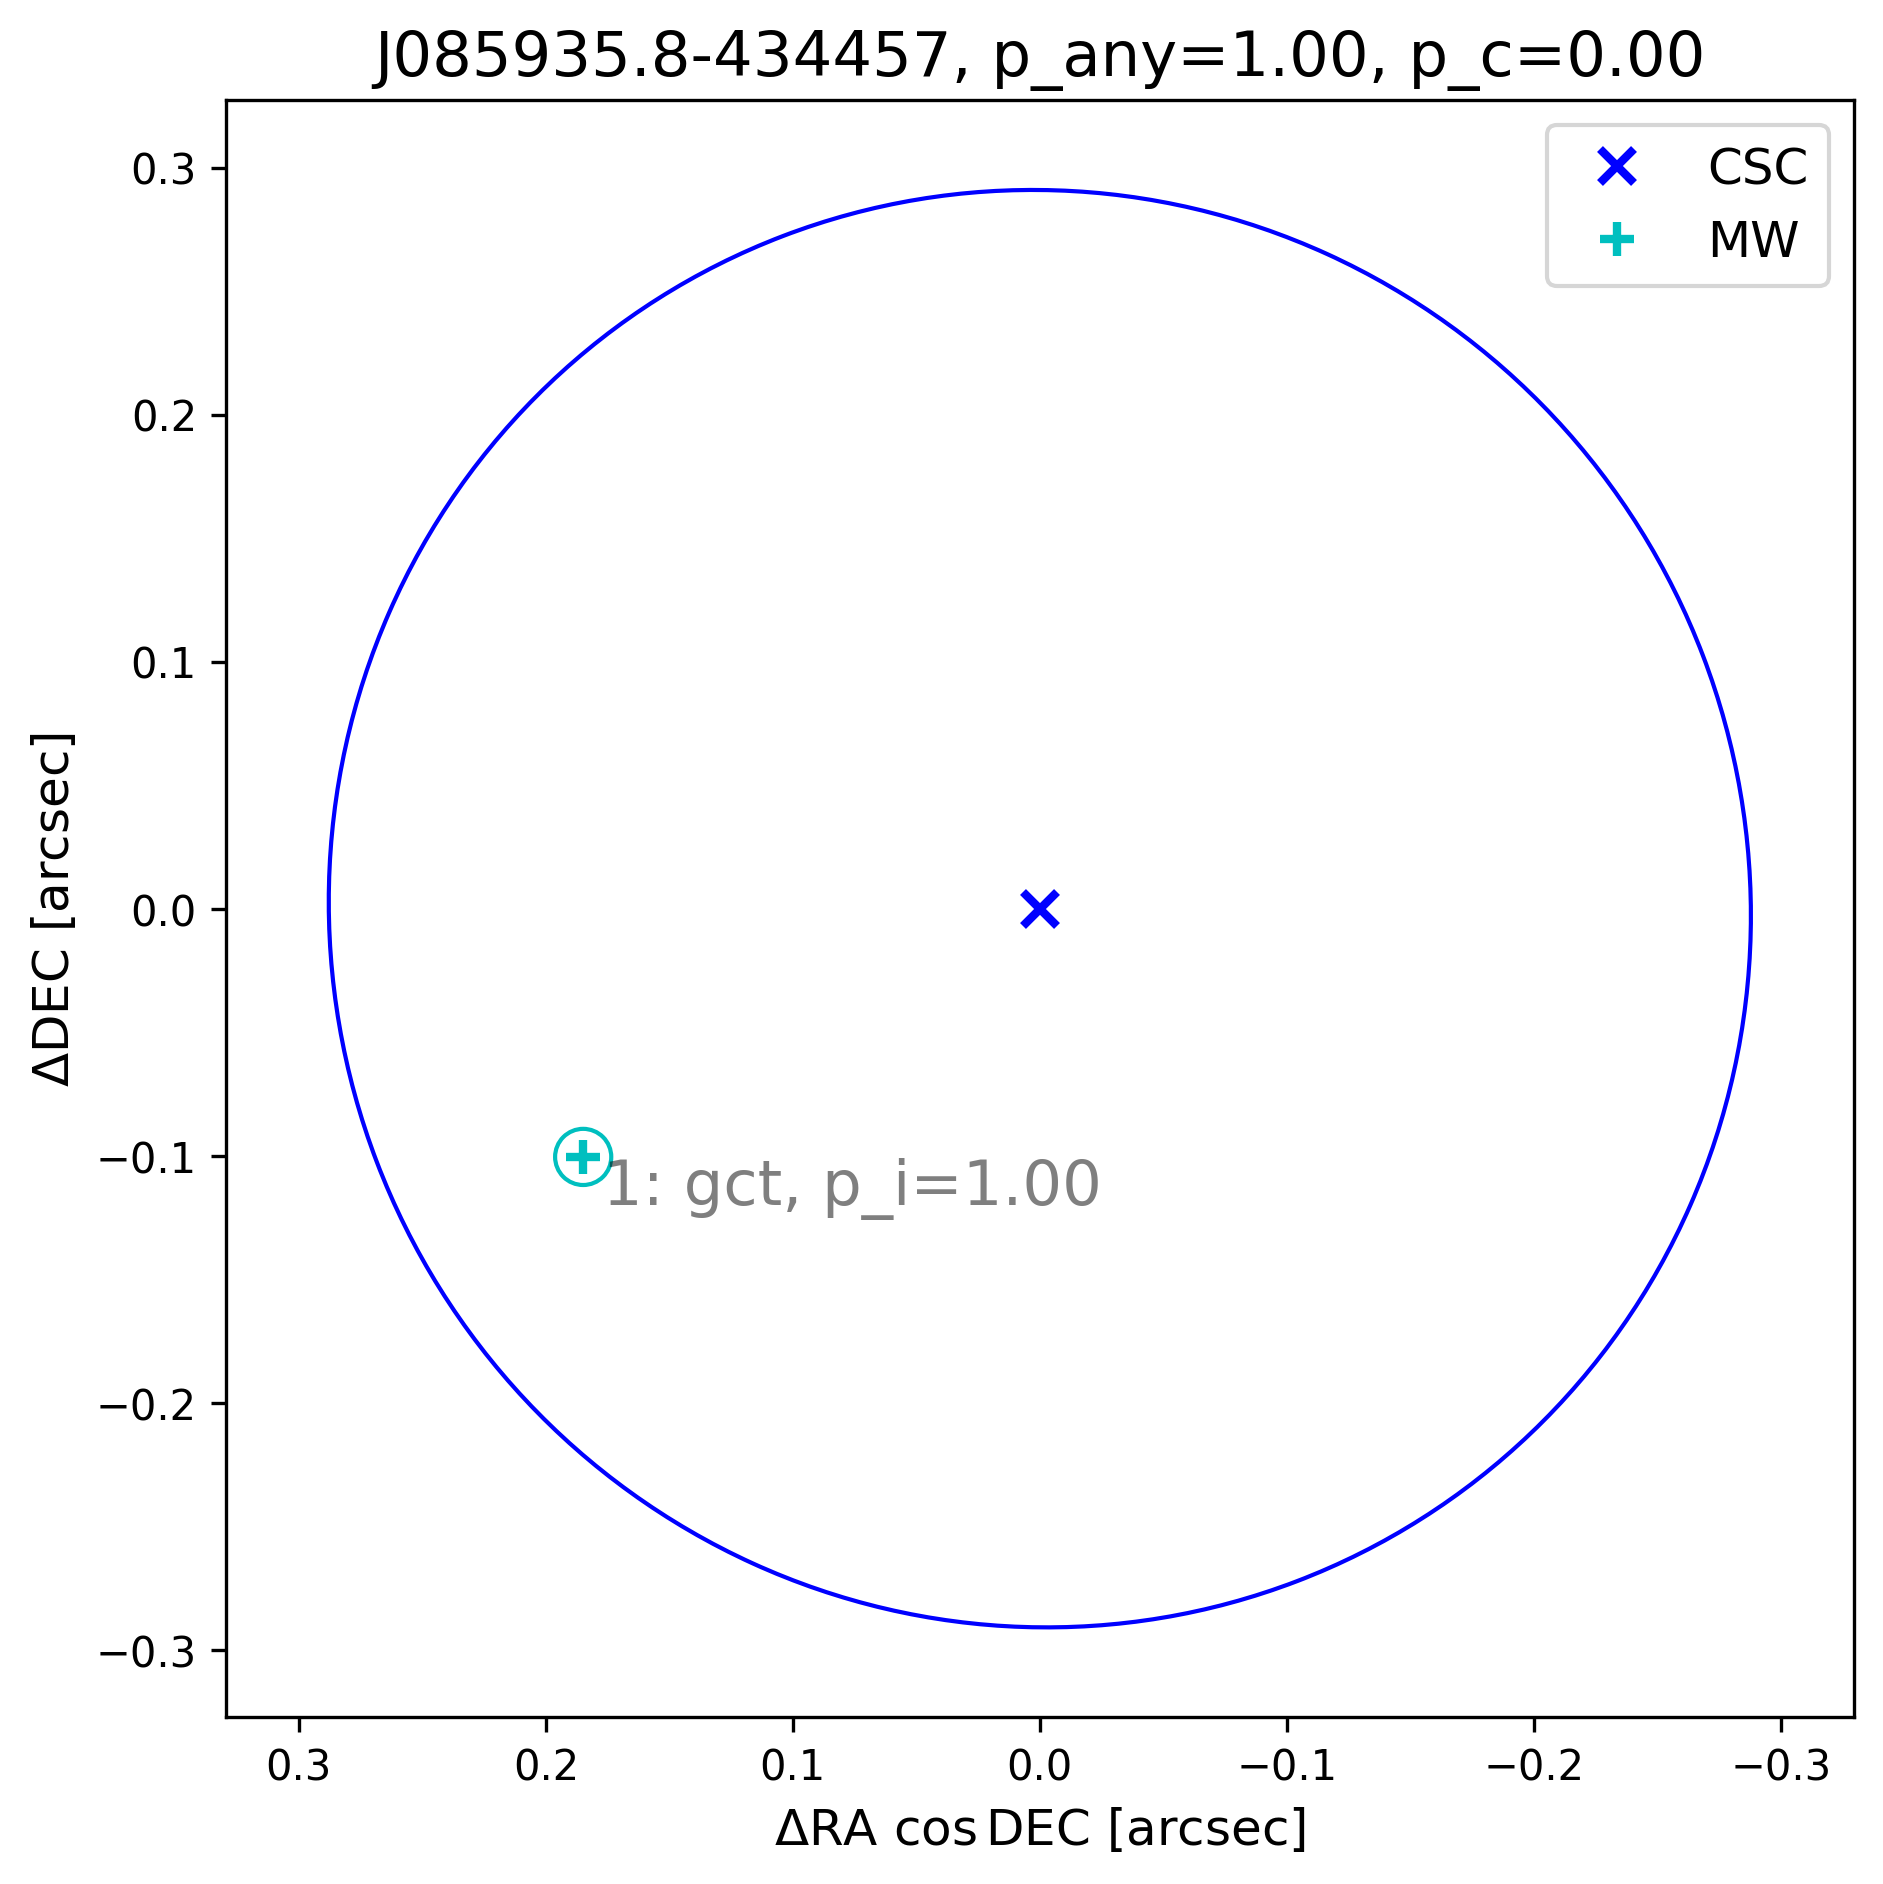 J085935.8-434457, p_any=1.00, p_c=0.00
CSC
MW
0.3
0.2
0.1
0.0
−0.1
−0.2
−0.3
ΔDEC [arcsec]
1: gct, p_i=1.00
0.3
0.2
0.1
0.0
−0.1
−0.2
−0.3
ΔRA cos DEC [arcsec]